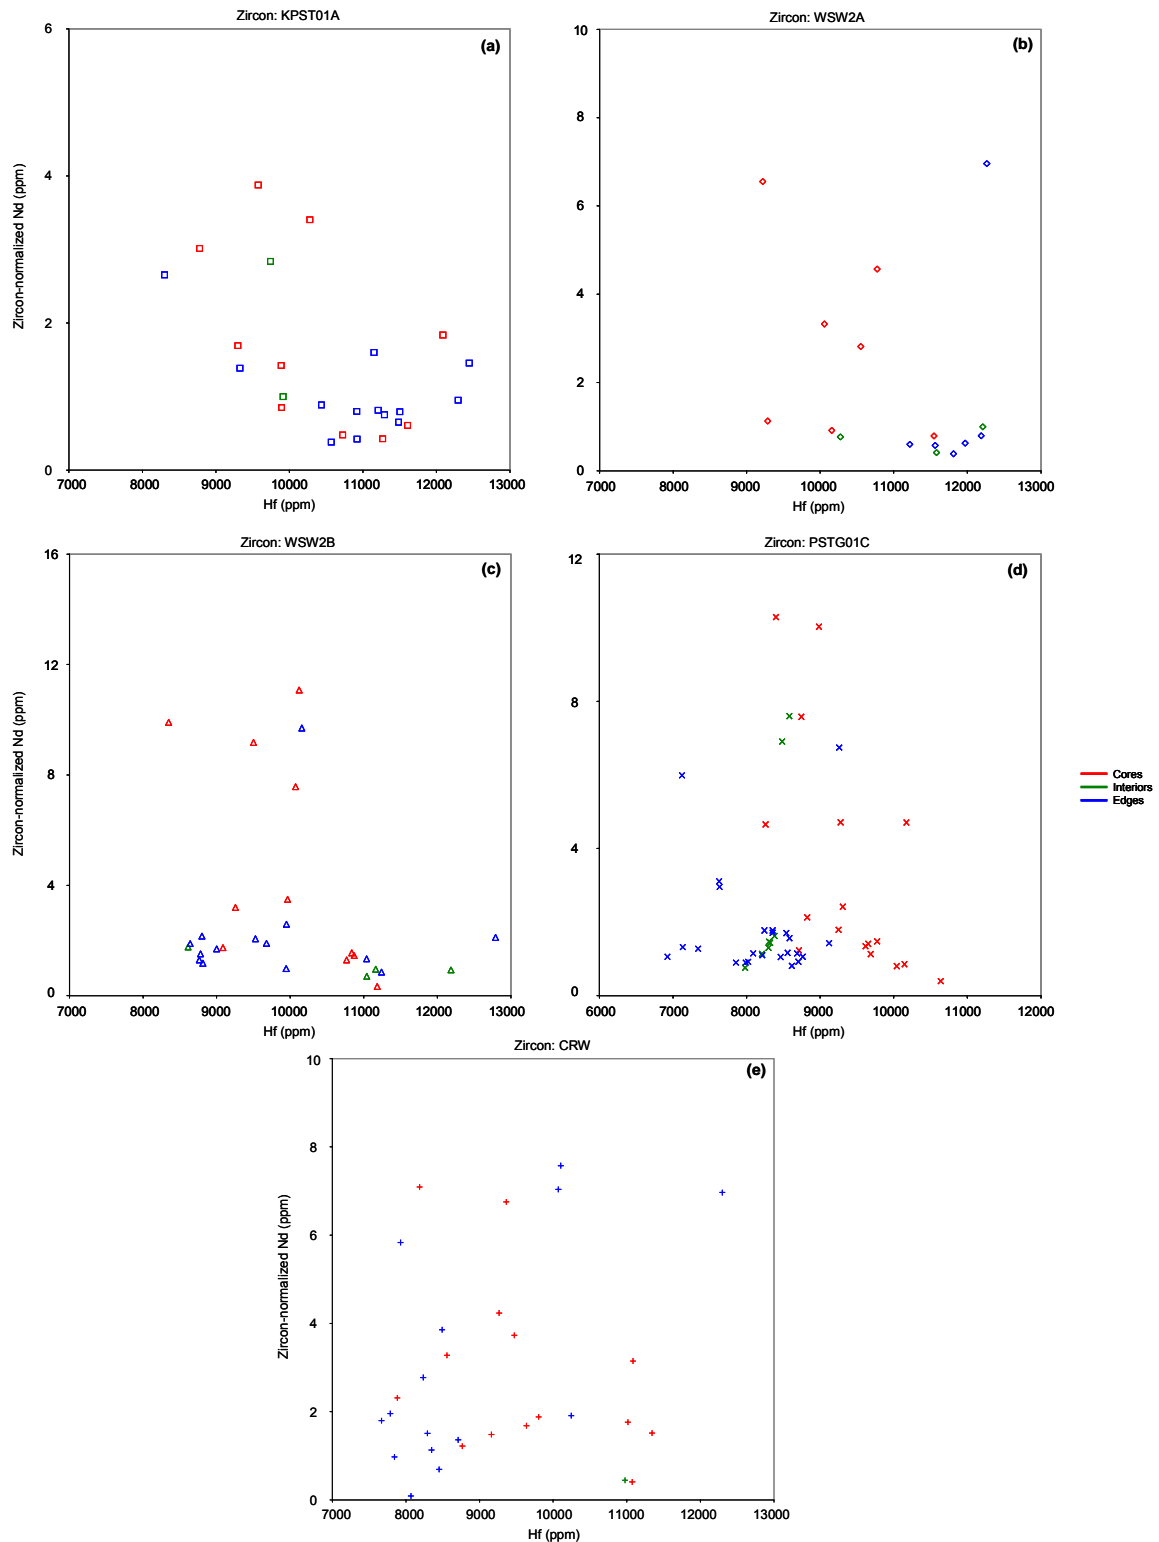 Zircon: KPST01A
(a)
6
4
2
0
Zircon-normalized Nd (ppm)
7000 8000 9000 10000 11000 12000 13000
Hf (ppm)
Zircon: WSW2A
(b)
10
8
6
4
2
0
7000 8000 9000 10000 11000 12000 13000
Hf (ppm)
Zircon: WSW2B
(c)
16
12
8
4
0
Zircon-normalized Nd (ppm)
7000 8000 9000 10000 11000 12000 13000
Hf (ppm)
Zircon: PSTG01C
(d)
12
8
4
0
6000 7000 8000 9000 10000 11000 12000
Hf (ppm)
Cores
Interiors
Edges
Zircon: CRW
(e)
10
8
6
4
2
0
Zircon-normalized Nd (ppm)
7000 8000 9000 10000 11000 12000 13000
Hf (ppm)